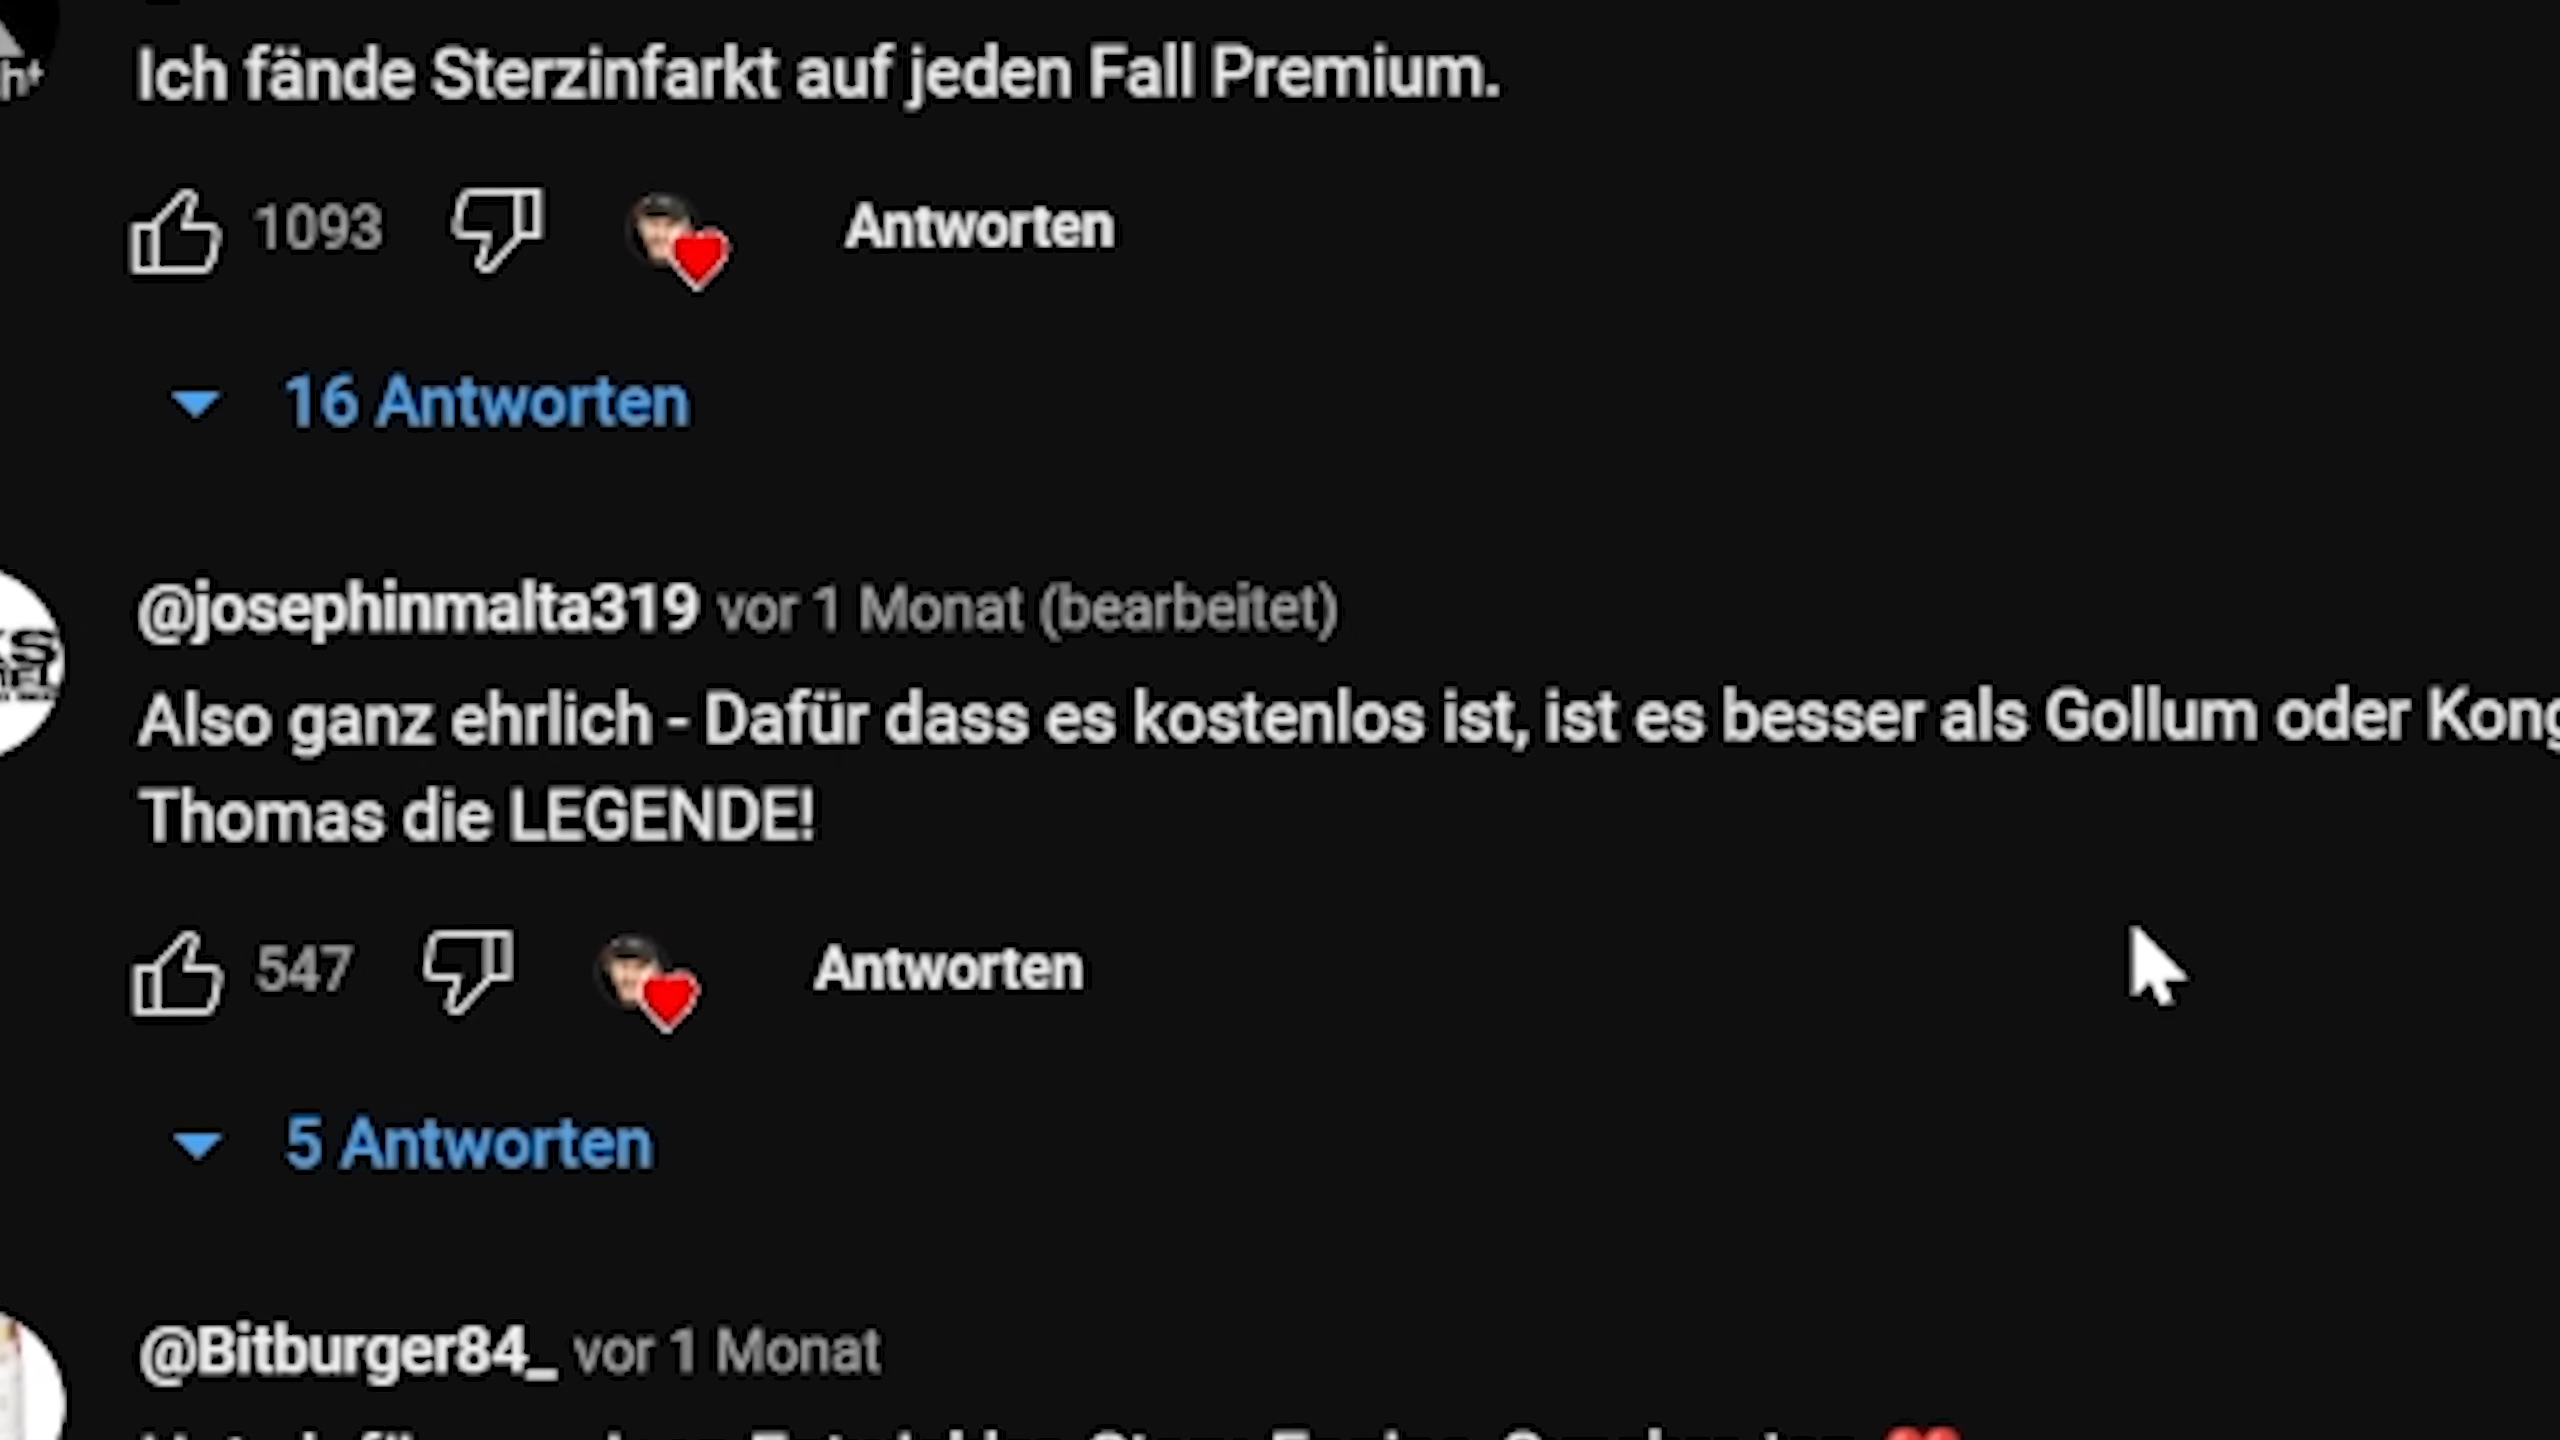 Ich fände Sterzinfarkt auf jeden Fall Premium.
1093 Antworten
16 Antworten
@josephinmalta319 vor 1 Monat (bearbeitet)
Also ganz ehrlich - Dafür dass es kostenlos ist, ist es besser als Gollum oder Kong
Thomas die LEGENDE!
547 Antworten
5 Antworten
@Bitburger84_ vor 1 Monat